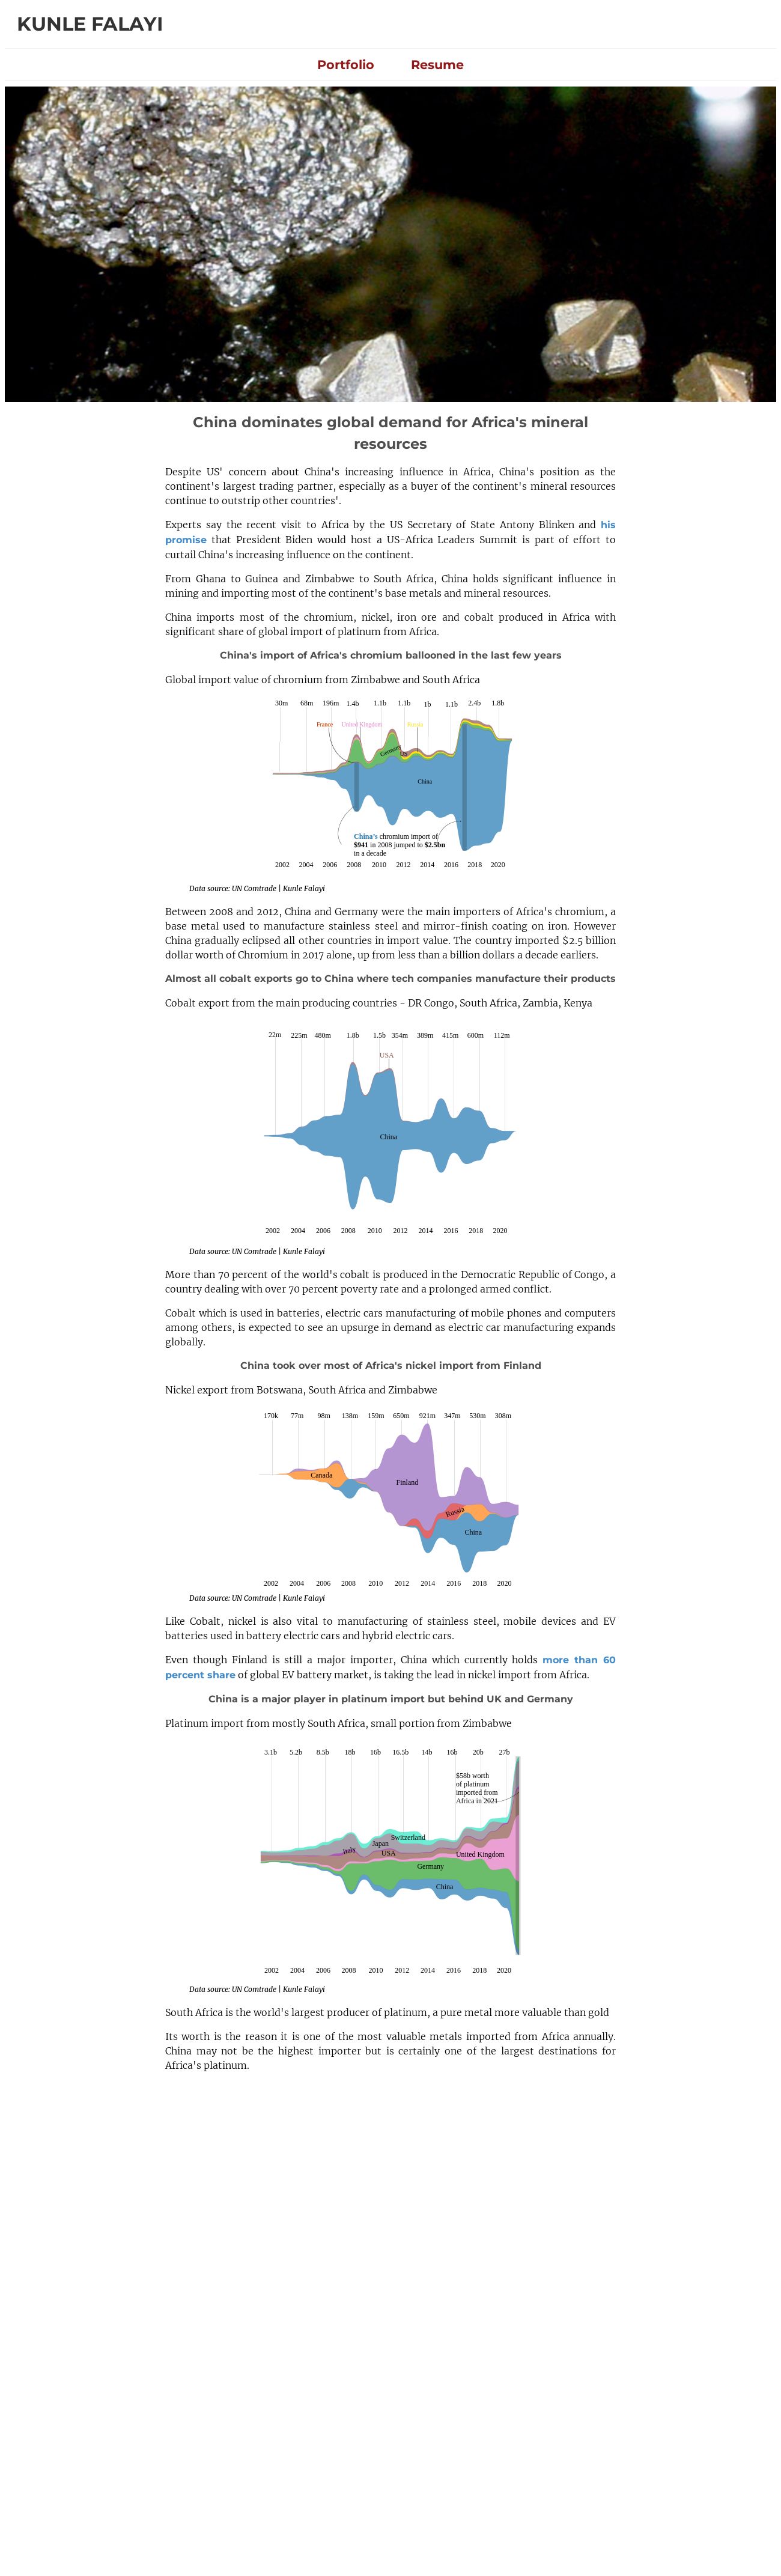 KUNLE FALAYI
Portfolio Resume
China dominates global demand for Africa's mineral
resources
Despite US' concern about China's increasing influence in Africa, China's position as the
continent's largest trading partner, especially as a buyer of the continent's mineral resources
continue to outstrip other countries'.
Experts say the recent visit to Africa by the US Secretary of State Antony Blinken and his
promise that President Biden would host a US-Africa Leaders Summit is part of effort to
curtail China's increasing influence on the continent.
From Ghana to Guinea and Zimbabwe to South Africa, China holds significant influence in
mining and importing most of the continent's base metals and mineral resources.
China imports most of the chromium, nickel, iron ore and cobalt produced in Africa with
significant share of global import of platinum from Africa.
China's import of Africa's chromium ballooned in the last few years
Global import value of chromium from Zimbabwe and South Africa
30m 68m 196m 1.4b 1.1b 1.1b 1b 1.1b 2.4b 1.8b
France United Kingdom Russia
Germany US
China
China's chromium import of
$941 in 2008 jumped to $2.5bn
in a decade
2002 2004 2006 2008 2010 2012 2014 2016 2018 2020
Data source: UN Comtrade | Kunle Falayi
Between 2008 and 2012, China and Germany were the main importers of Africa's chromium, a
base metal used to manufacture stainless steel and mirror-finish coating on iron. However
China gradually eclipsed all other countries in import value. The country imported $2.5 billion
dollar worth of Chromium in 2017 alone, up from less than a billion dollars a decade earliers.
Almost all cobalt exports go to China where tech companies manufacture their products
Cobalt export from the main producing countries - DR Congo, South Africa, Zambia, Kenya
22m 225m 480m 1.8b 1.5b 354m 389m 415m 600m 112m
USA
China
2002 2004 2006 2008 2010 2012 2014 2016 2018 2020
Data source: UN Comtrade | Kunle Falayi
More than 70 percent of the world's cobalt is produced in the Democratic Republic of Congo, a
country dealing with over 70 percent poverty rate and a prolonged armed conflict.
Cobalt which is used in batteries, electric cars manufacturing of mobile phones and computers
among others, is expected to see an upsurge in demand as electric car manufacturing expands
globally.
China took over most of Africa's nickel import from Finland
Nickel export from Botswana, South Africa and Zimbabwe
170k 77m 98m 138m 159m 650m 921m 347m 530m 308m
Canada
Finland
Russia
China
2002 2004 2006 2008 2010 2012 2014 2016 2018 2020
Data source: UN Comtrade | Kunle Falayi
Like Cobalt, nickel is also vital to manufacturing of stainless steel, mobile devices and EV
batteries used in battery electric cars and hybrid electric cars.
Even though Finland is still a major importer, China which currently holds more than 60
percent share of global EV battery market, is taking the lead in nickel import from Africa.
China is a major player in platinum import but behind UK and Germany
Platinum import from mostly South Africa, small portion from Zimbabwe
3.1b 5.2b 8.5b 18b 16b 16.5b 14b 16b 20b 27b
$58b worth
of platinum
imported from
Africa in 2021
Switzerland
Japan
Italy
USA
United Kingdom
Germany
China
2002 2004 2006 2008 2010 2012 2014 2016 2018 2020
Data source: UN Comtrade | Kunle Falayi
South Africa is the world's largest producer of platinum, a pure metal more valuable than gold
Its worth is the reason it is one of the most valuable metals imported from Africa annually.
China may not be the highest importer but is certainly one of the largest destinations for
Africa's platinum.